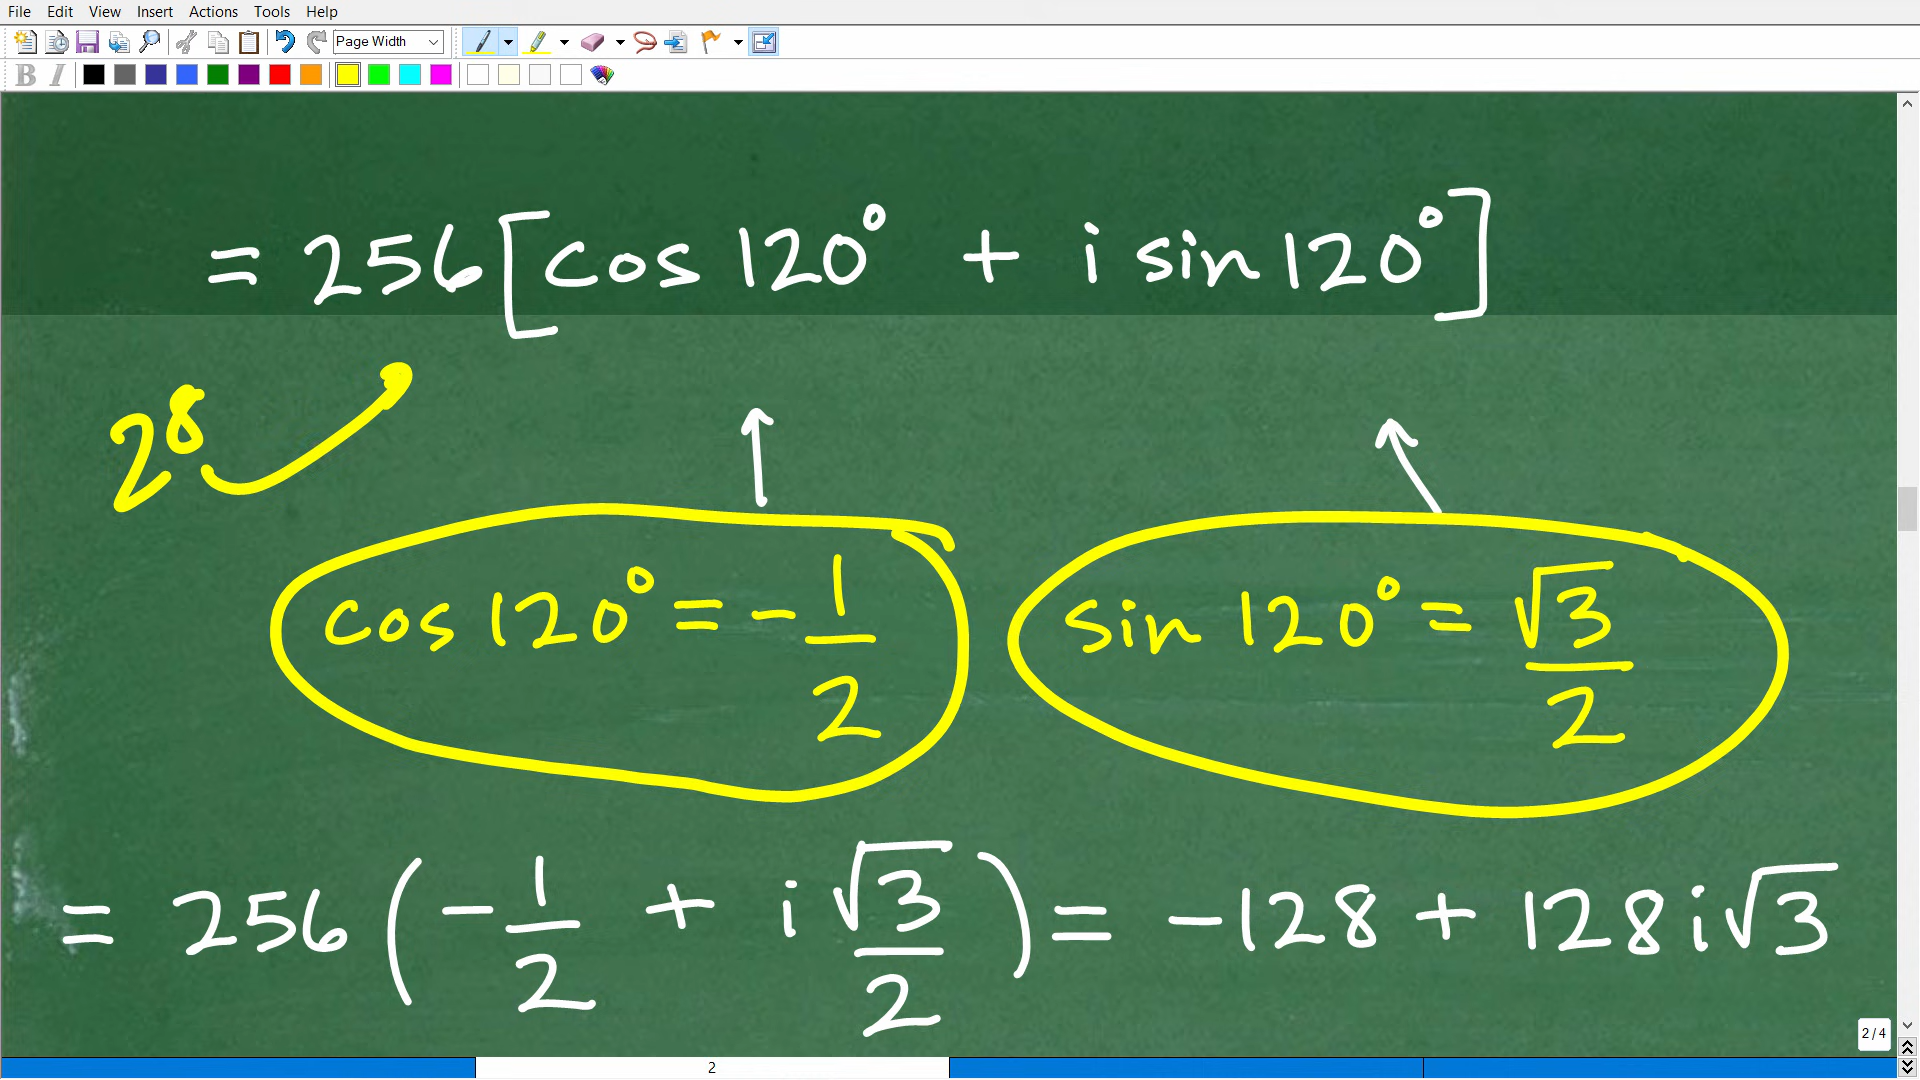 File Edit View Insert Actions Tools Help
Page Width
B I
= 256 [cos 120° + i sin 120°]
2⁸
cos 120° = -1/2 sin 120° = √3/2
= 256 (-1/2 + i √3/2) = -128 + 128 i √3
2 / 4
2